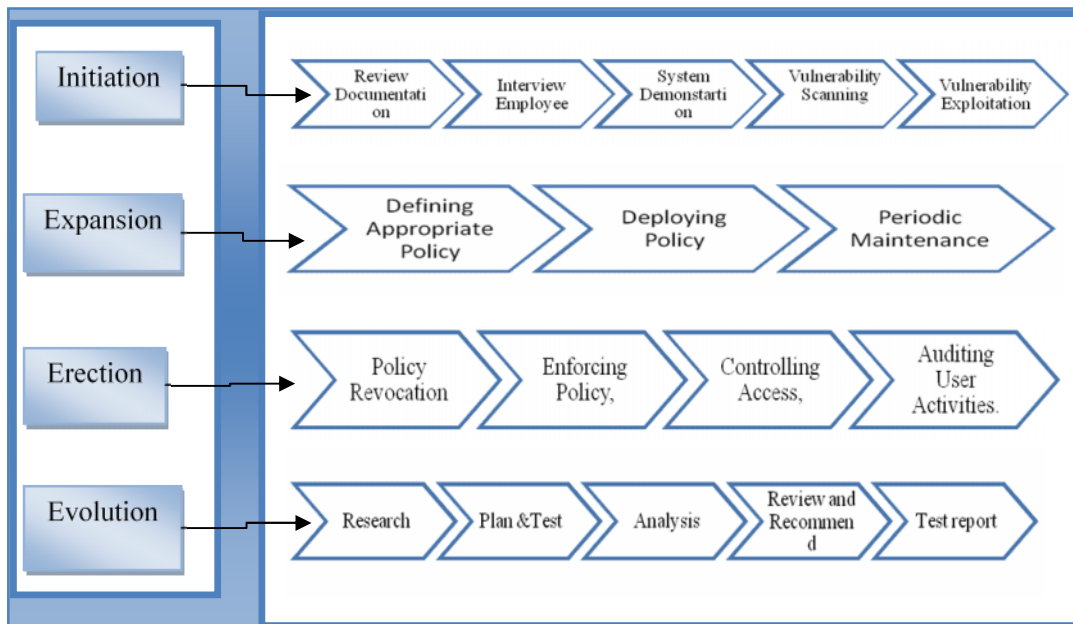 Initiation
Review
Documentati
on
Interview
Employee
System
Demonstartion
on
Vulnerability
Scanning
Vulnerability
Exploitation
Expansion
Defining
Appropriate
Policy
Deploying
Policy
Periodic
Maintenance
Erection
Policy
Revocation
Enforcing
Policy,
Controlling
Access,
Auditing
User
Activities.
Evolution
Research
Plan &Test
Analysis
Review and
Recommen
d
Test report